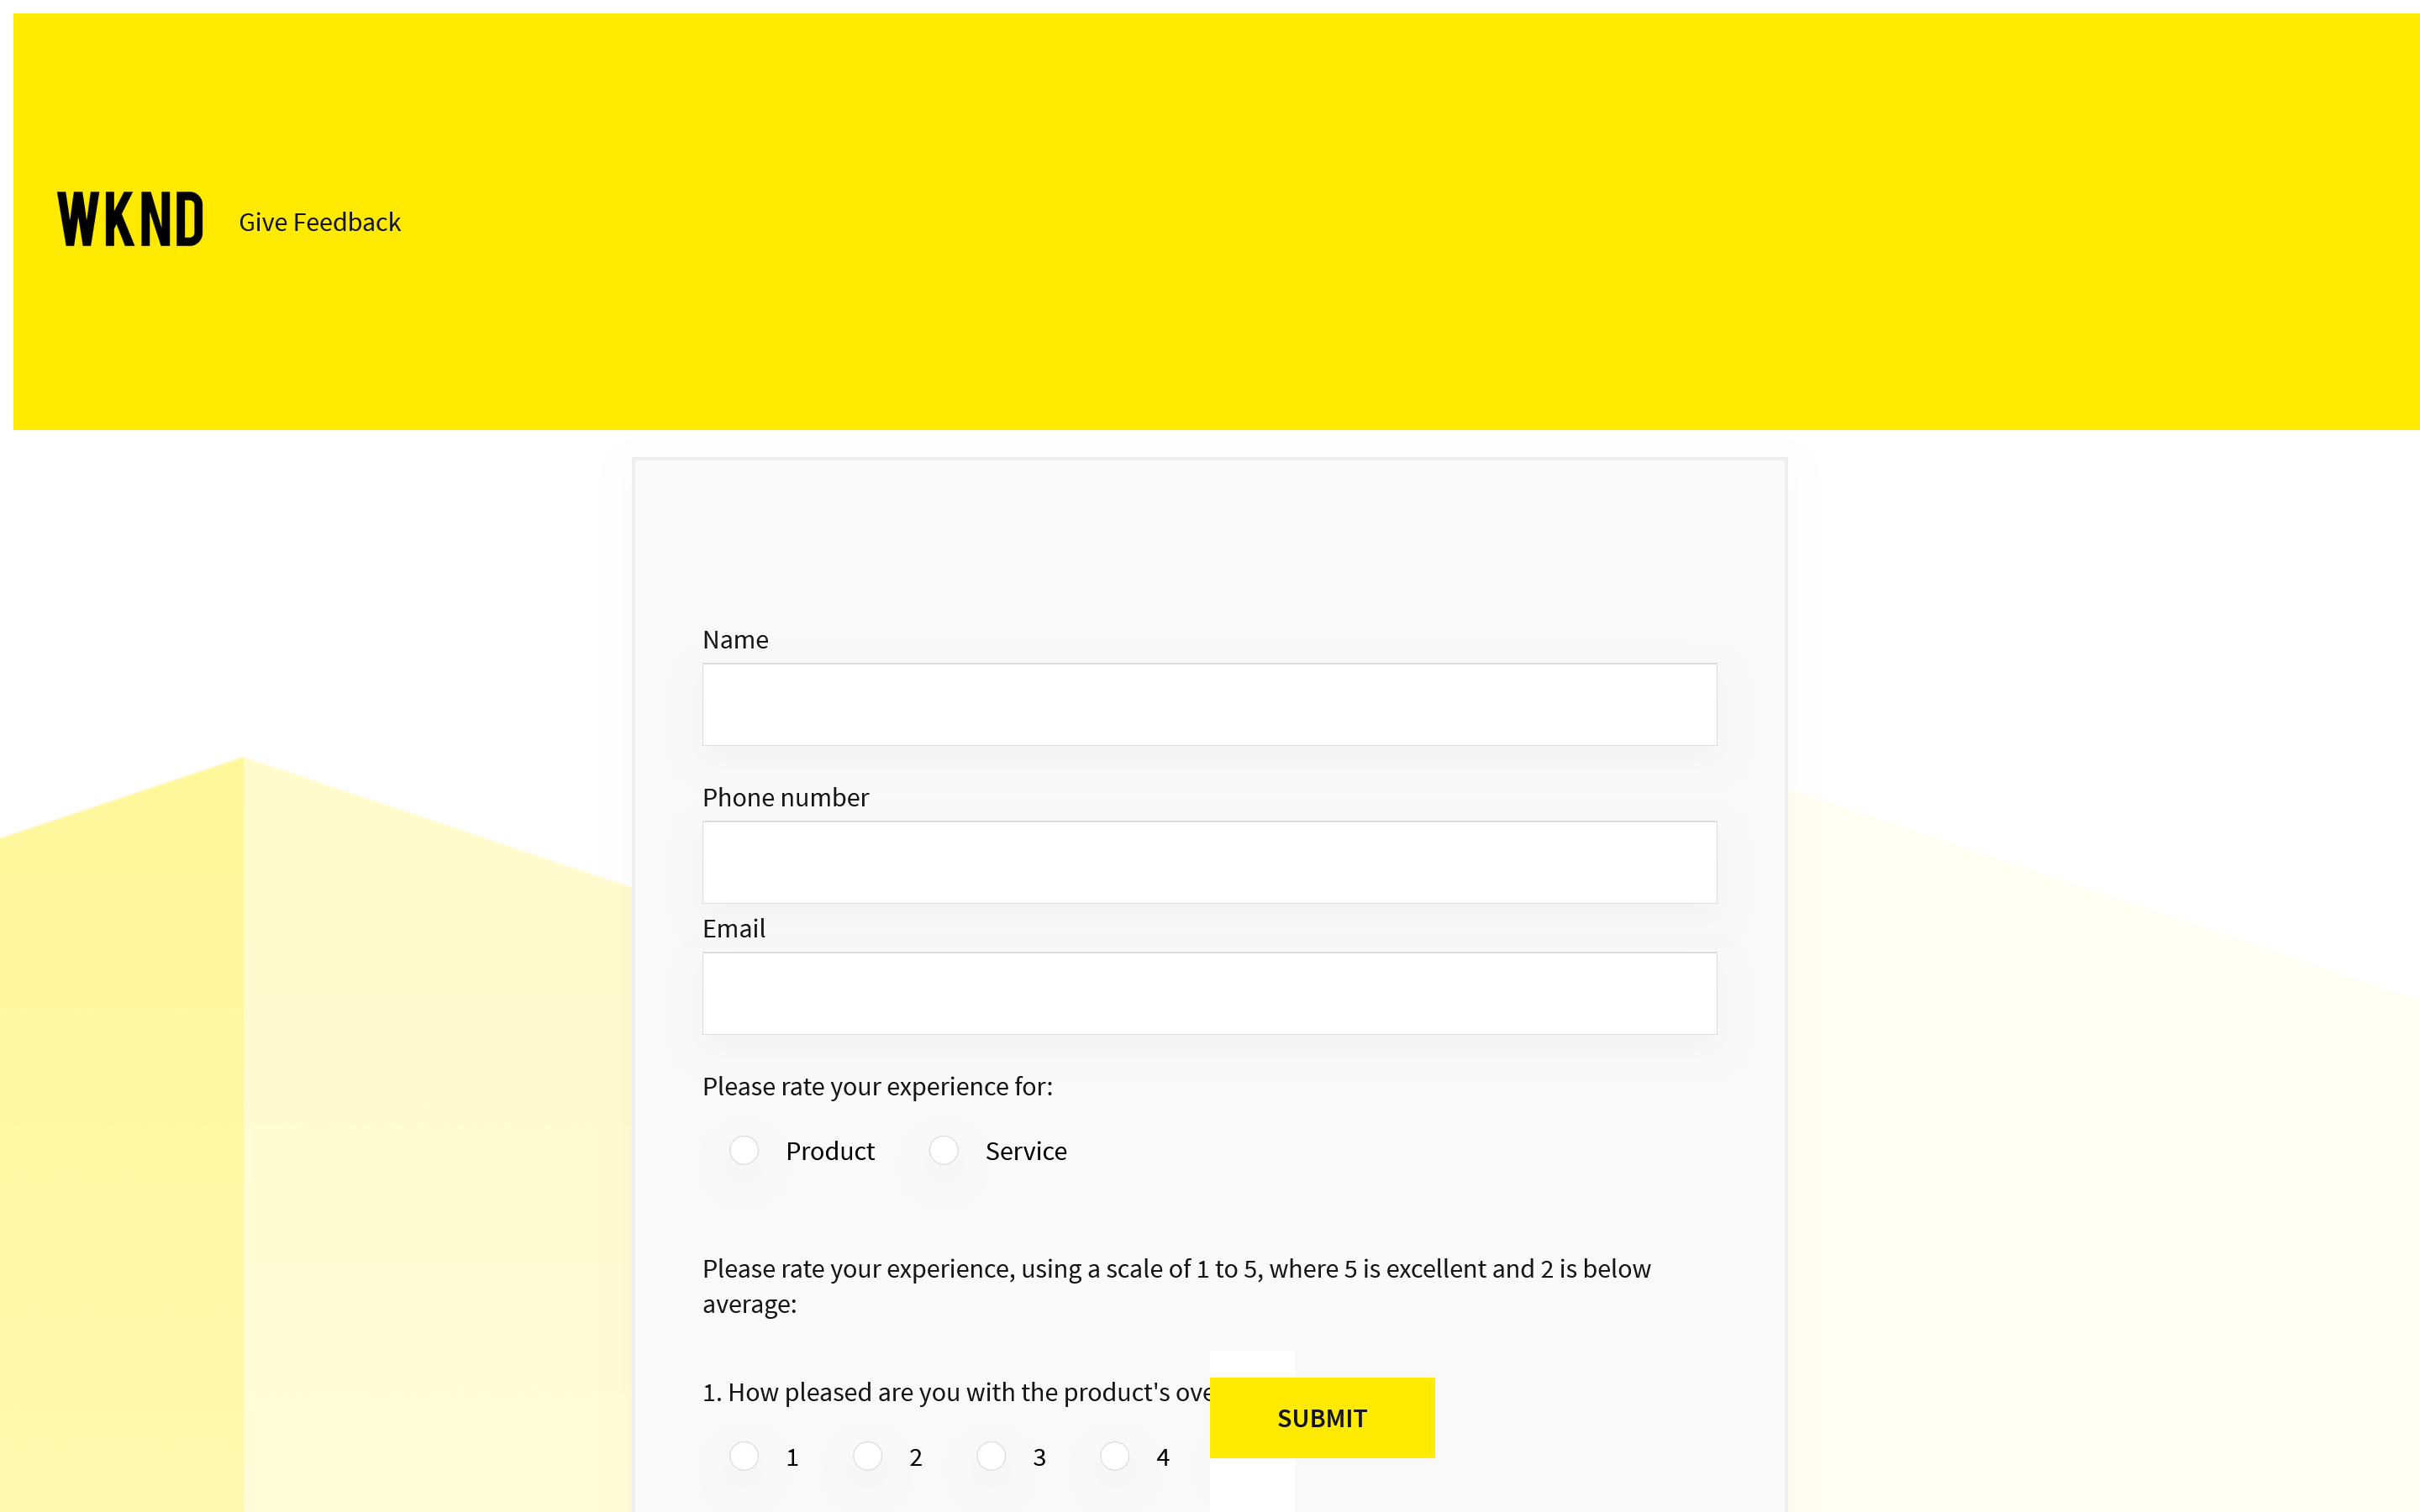 WKND
Give Feedback
Name
Phone number
Email
Please rate your experience for:
Product
Service
Please rate your experience, using a scale of 1 to 5, where 5 is excellent and 2 is below
average:
1. How pleased are you with the product's
SUBMIT
1
2
3
4